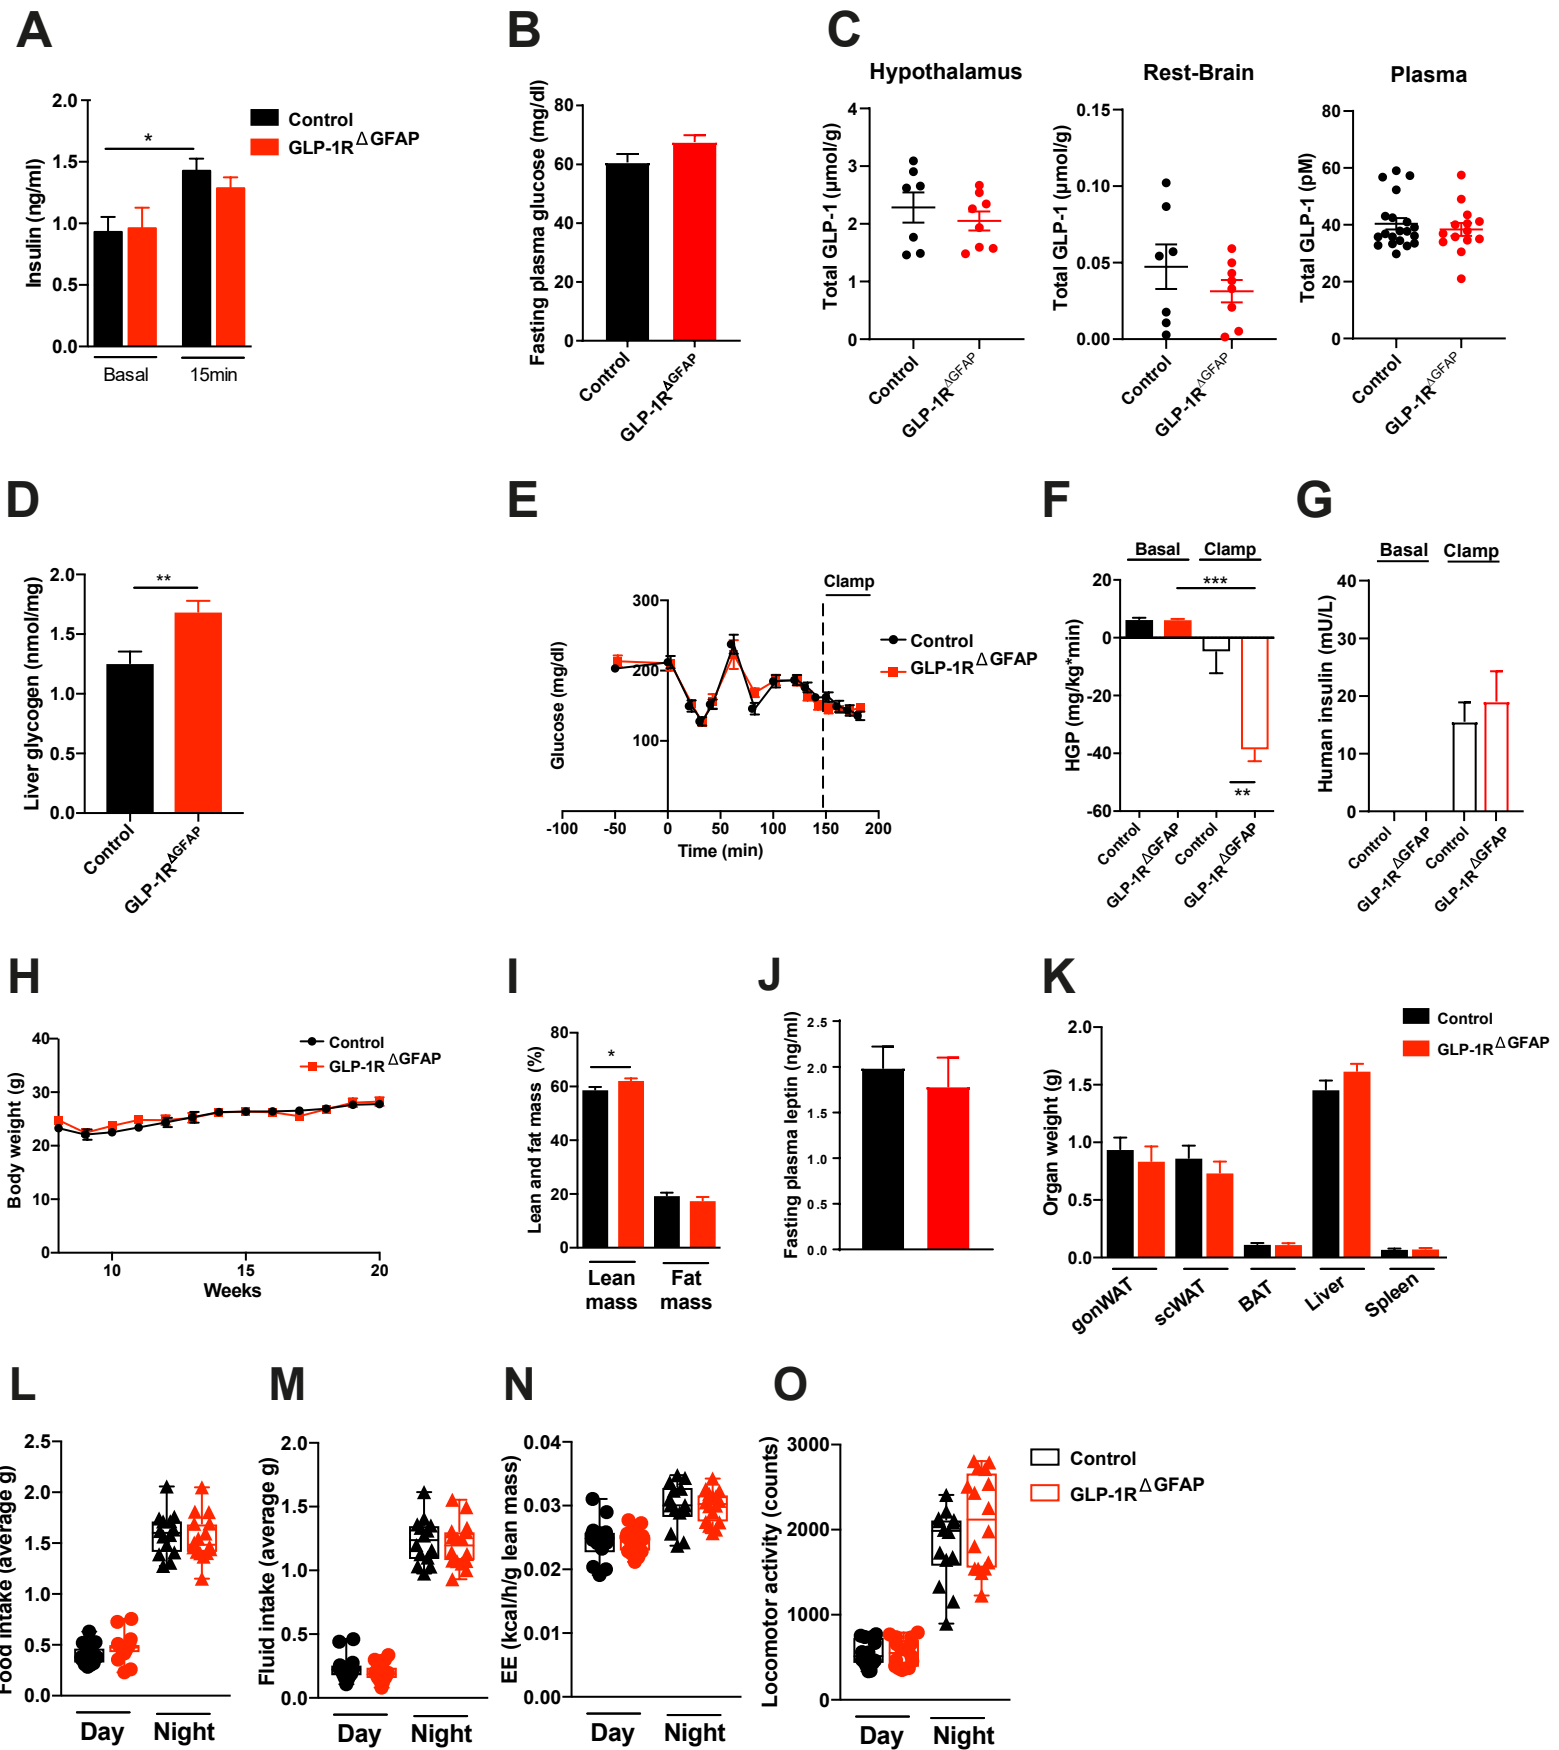 A
B
C
Insulin (ng/ml)
2.0
1.5
1.0
0.5
0.0
*
Basal
15min
Control
GLP-1R ΔGFAP
Fasting plasma glucose (mg/dl)
80
60
40
20
0
Control
GLP-1RΔGFAP
Hypothalamus
Total GLP-1 (µmol/g)
4
3
2
1
0
Control
GLP-1RΔGFAP
Rest-Brain
Total GLP-1 (µmol/g)
0.15
0.10
0.05
0.00
Control
GLP-1RΔGFAP
Plasma
Total GLP-1 (pM)
80
60
40
20
0
Control
GLP-1RΔGFAP
D
E
F
G
Liver glycogen (nmol/mg)
2.0
1.5
1.0
0.5
0.0
**
Control
GLP-1RΔGFAP
Glucose (mg/dl)
300
200
100
-100
-50
0
50
100
150
200
Time (min)
Clamp
Control
GLP-1R ΔGFAP
Basal
Clamp
HGP (mg/kg*min)
20
0
-20
-40
-60
***
**
Control
GLP-1R ΔGFAP
Control
GLP-1R ΔGFAP
Basal
Clamp
Human insulin (mU/L)
40
30
20
10
0
Control
GLP-1R ΔGFAP
Control
GLP-1R ΔGFAP
H
I
J
K
Body weight (g)
40
30
20
10
0
10
15
20
Weeks
Control
GLP-1R ΔGFAP
Lean and fat mass (%)
80
60
40
20
0
*
Lean
mass
Fat
mass
Fasting plasma leptin (ng/ml)
2.5
2.0
1.5
1.0
0.5
0.0
Organ weight (g)
2.0
1.5
1.0
0.5
0.0
gonWAT
scWAT
BAT
Liver
Spleen
Control
GLP-1R ΔGFAP
L
M
N
O
Food intake (average g)
2.5
2.0
1.5
1.0
0.5
0.0
Day
Night
Fluid intake (average g)
2.0
1.5
1.0
0.5
0.0
Day
Night
EE (kcal/h/g lean mass)
0.04
0.03
0.02
0.01
0.00
Day
Night
Locomotor activity (counts)
3000
2000
1000
0
Day
Night
Control
GLP-1R ΔGFAP